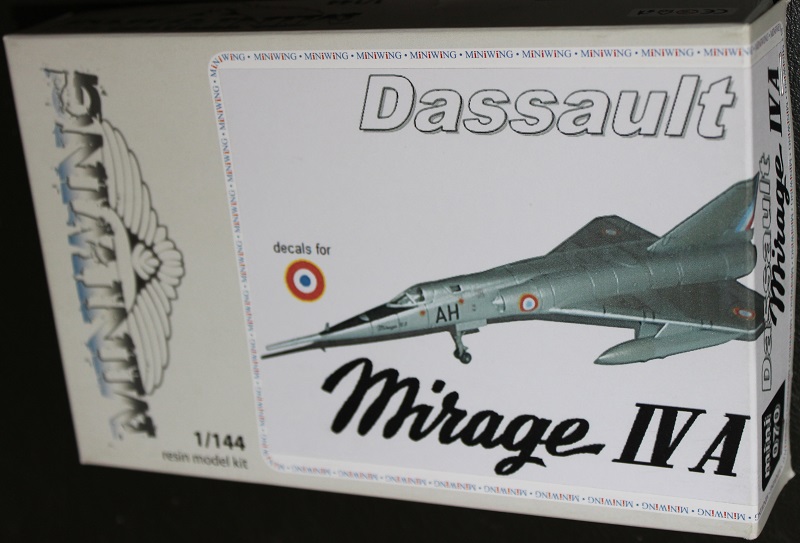 MINIWING
1/144
resin model kit
MiNiWiNG • MiNiWiNG • MiNiWiNG • MiNiWiNG • MiNiWiNG • MiNiWiNG • MiNiWiNG • MiNiWiNG • MiNiWiNG • MiNiWiNG
Dassault
decals for
AH
Mirage IV A
Dassault
Mirage IV A
mini
070